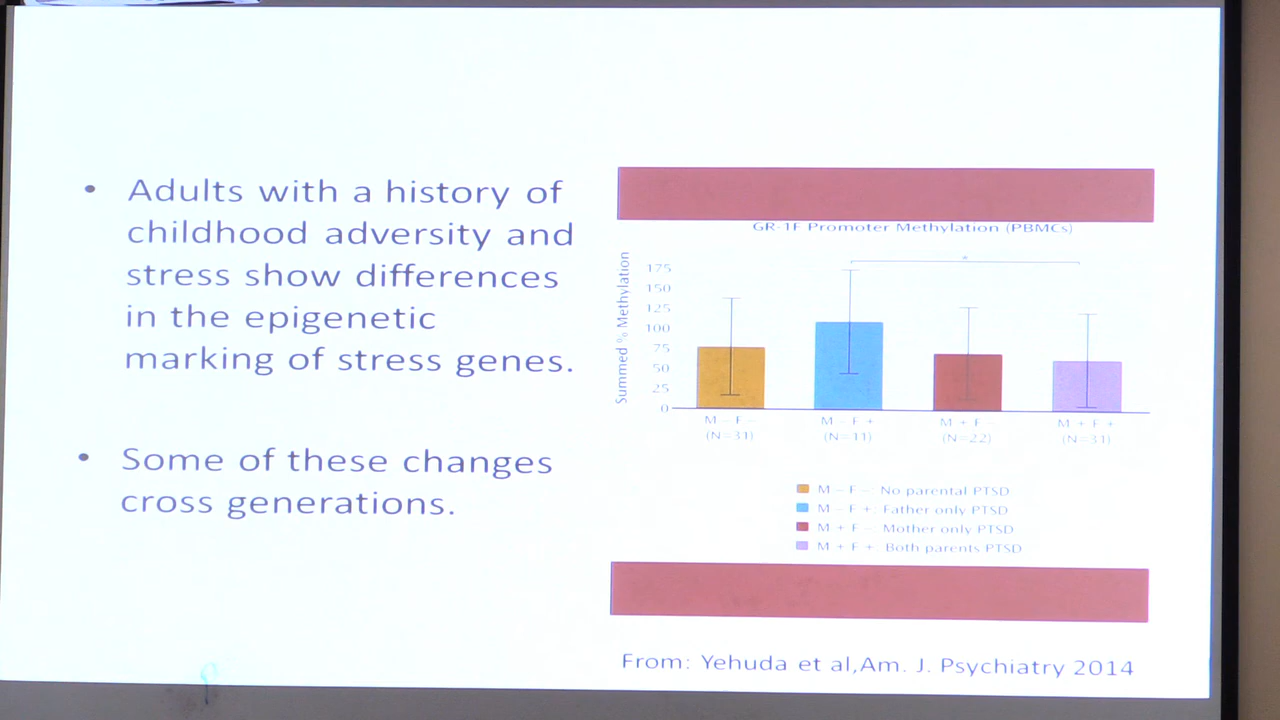 • Adults with a history of
childhood adversity and
stress show differences
in the epigenetic
marking of stress genes.
• Some of these changes
cross generations.
GR-1F Promoter Methylation (PBMCs)
Summed % Methylation
175
150
125
100
75
50
25
0
*
M – F – M – F + M + F – M + F +
(N=31) (N=11) (N=22) (N=31)
M – F –: No parental PTSD
M – F +: Father only PTSD
M + F – Mother only PTSD
M + F + Both parents PTSD
From: Yehuda et al,Am. J. Psychiatry 2014